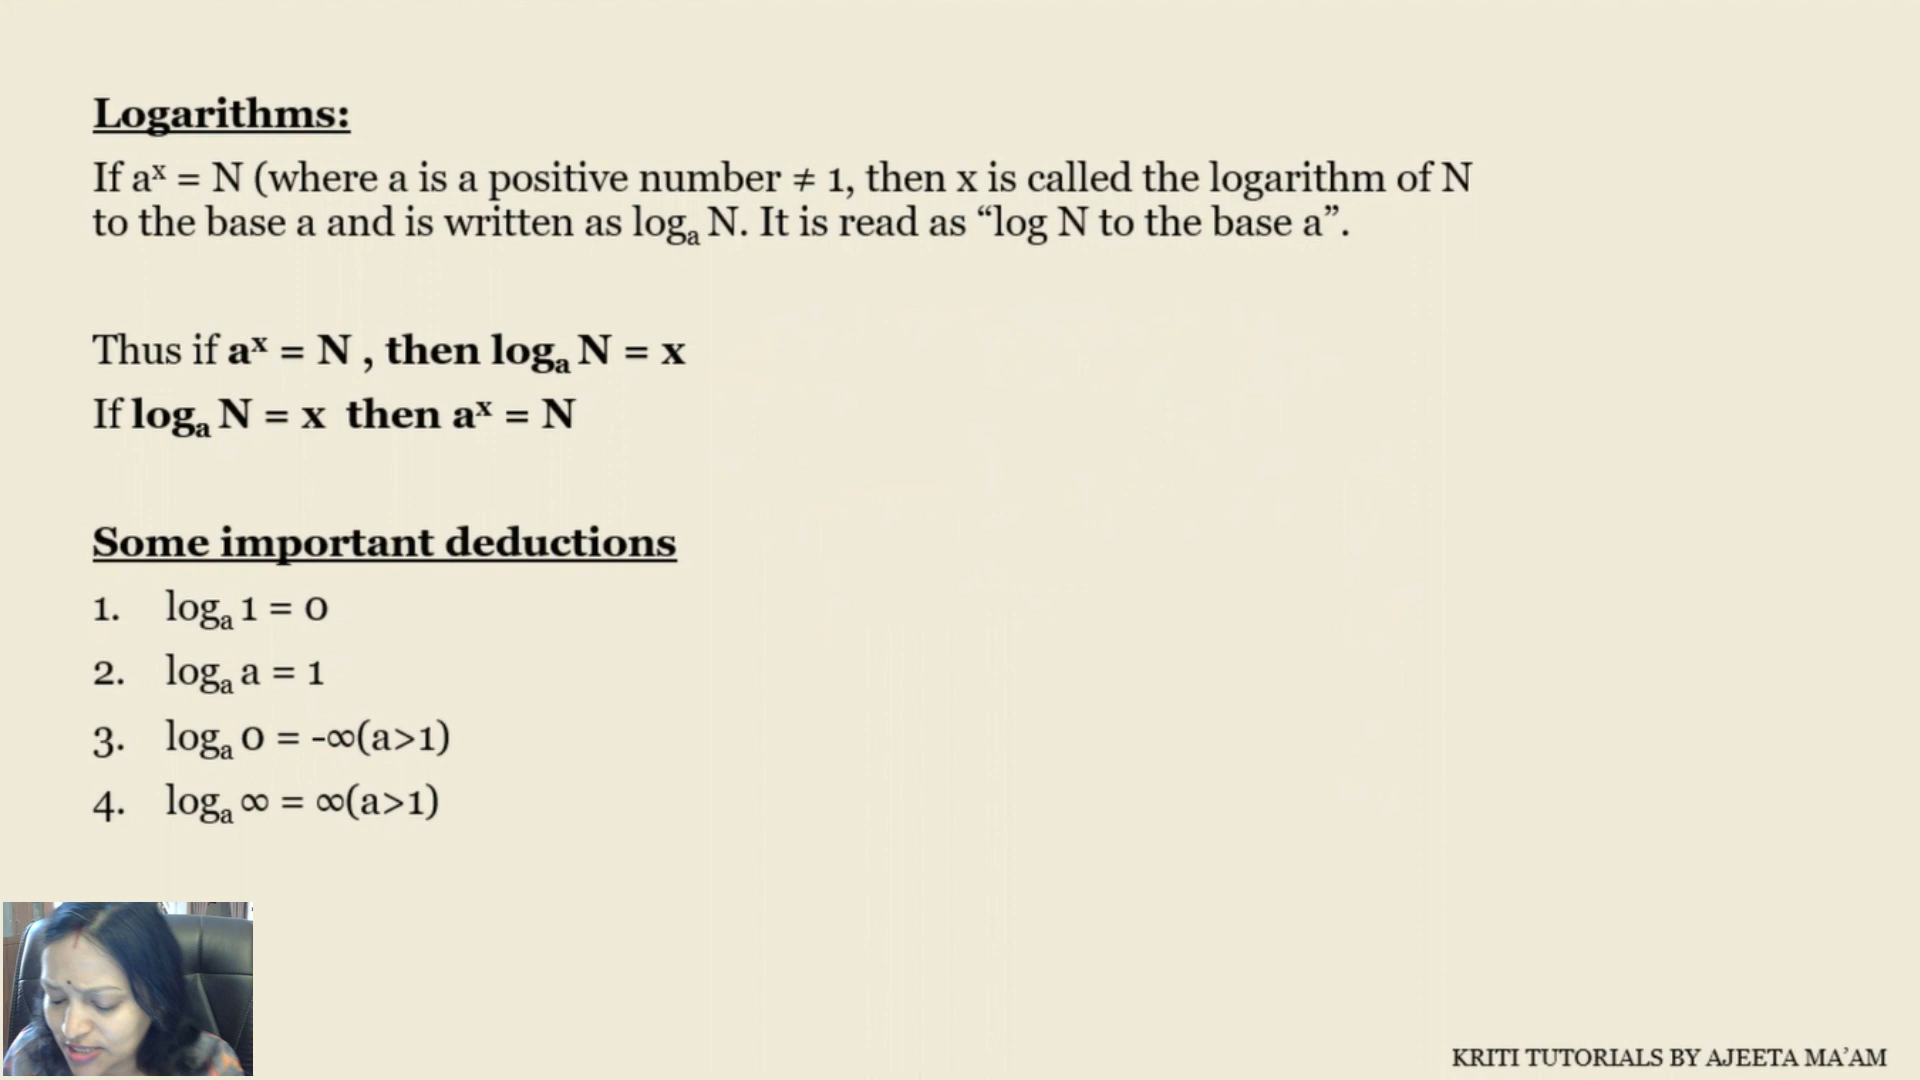 Logarithms:
If aˣ = N (where a is a positive number ≠ 1, then x is called the logarithm of N
to the base a and is written as logₐ N. It is read as “log N to the base a”.
Thus if aˣ = N , then logₐ N = x
If logₐ N = x then aˣ = N
Some important deductions
1. logₐ 1 = 0
2. logₐ a = 1
3. logₐ 0 = -∞(a>1)
4. logₐ ∞ = ∞(a>1)
KRITI TUTORIALS BY AJEETA MA’AM